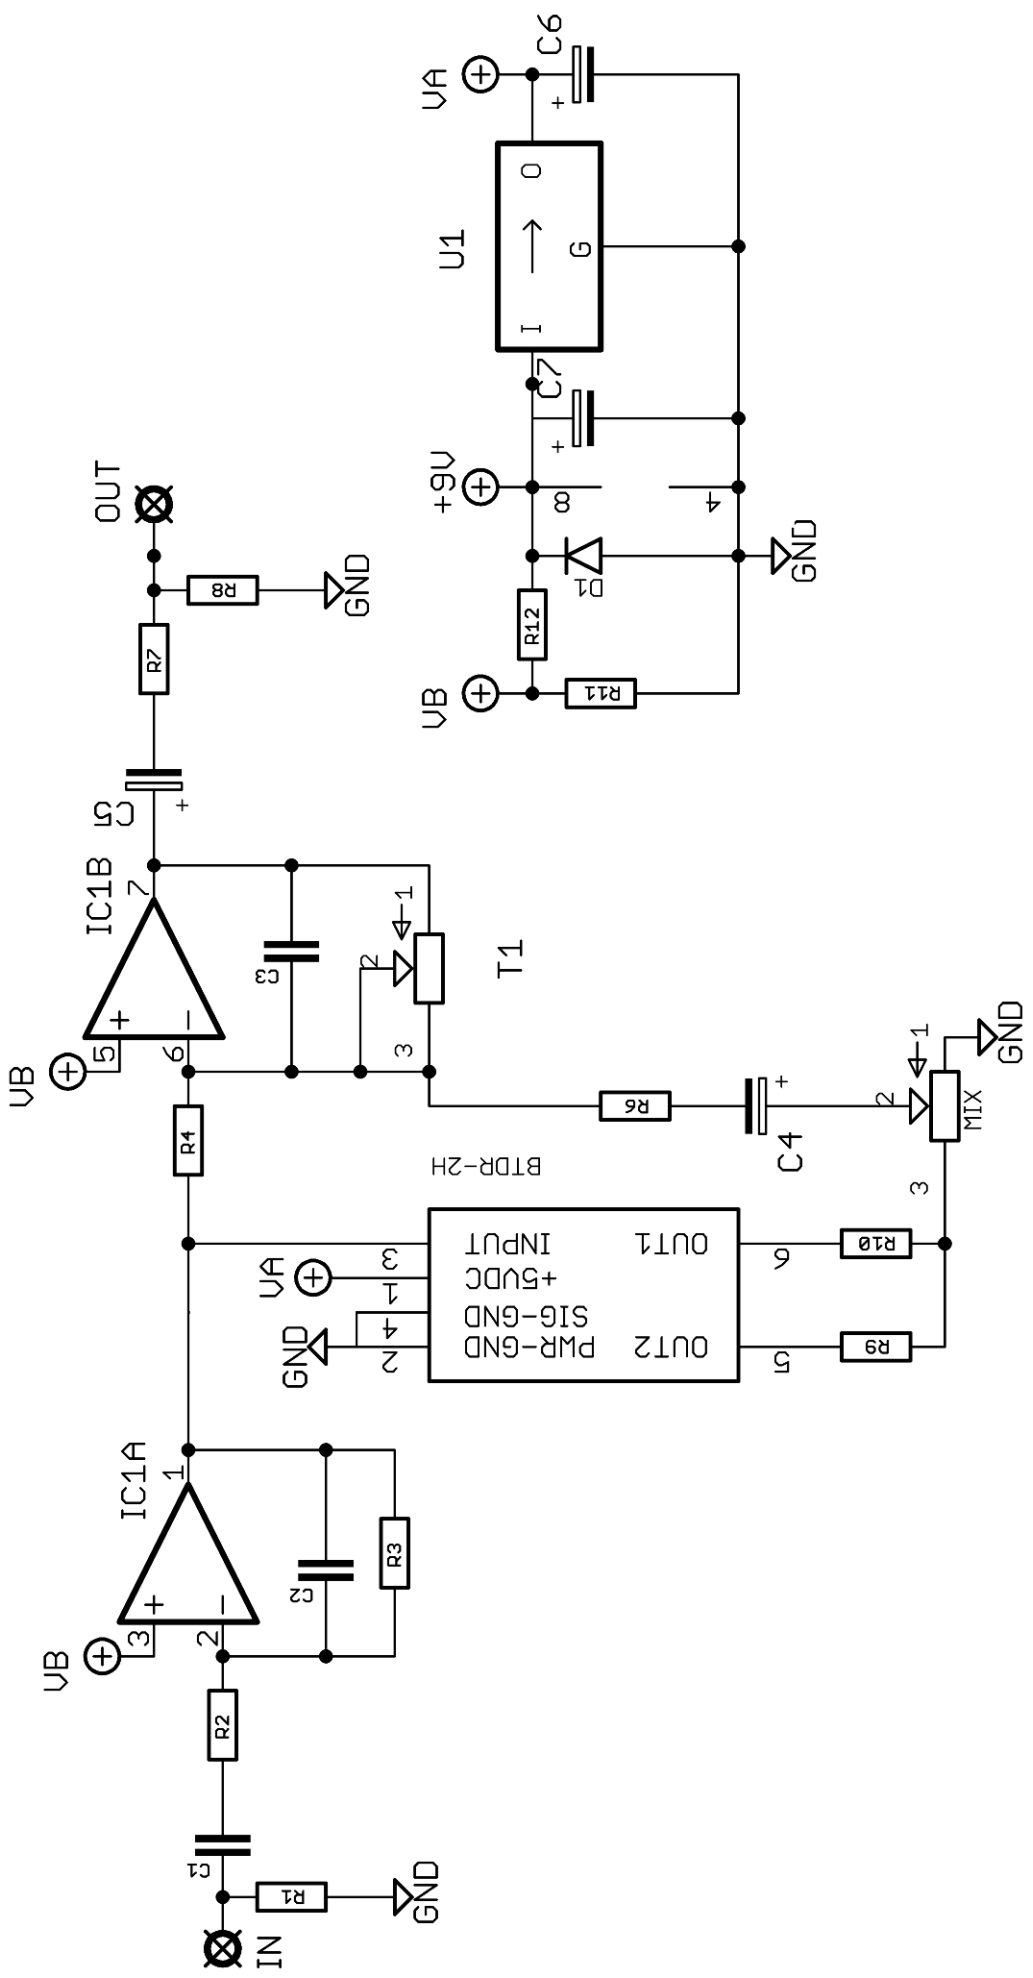 IN
GND
R1
C1
R2
VB
3
2
+
-
IC1A
1
C2
R3
GND
VA
2
4
1
3
PWR-GND
SIG-GND
+5VDC
INPUT
OUT2
OUT1
BTDR-2H
5
6
R9
R10
3
2
1
MIX
GND
C4
+
R6
R4
VB
5
6
+
-
IC1B
7
C3
3
2
1
T1
C5
+
R7
R8
GND
OUT
VB
R12
R11
D1
+9V
8
4
GND
C7
+
U1
I
O
G
VA
C6
+